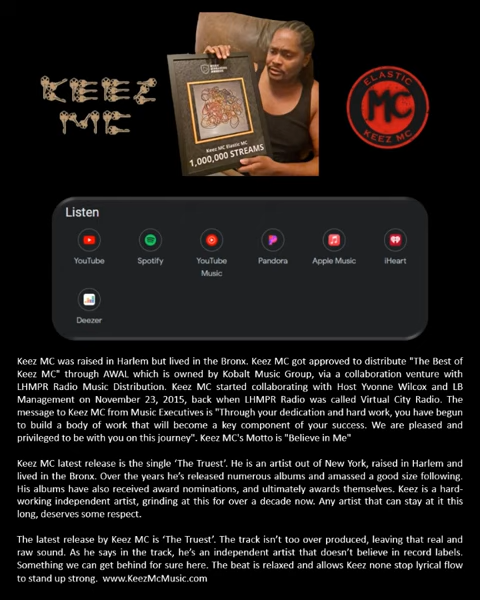 KEEZ
MC
Keez MC Elastic MC
1,000,000 STREAMS
ELASTIC
MC
KEEZ MC
Listen
YouTube
Spotify
YouTube Music
Pandora
Apple Music
iHeart
Deezer
Keez MC was raised in Harlem but lived in the Bronx. Keez MC got approved to distribute "The Best of
Keez MC" through AWAL which is owned by Kobalt Music Group, via a collaboration venture with
LHMPR Radio Music Distribution. Keez MC started collaborating with Host Yvonne Wilcox and LB
Management on November 23, 2015, back when LHMPR Radio was called Virtual City Radio. The
message to Keez MC from Music Executives is "Through your dedication and hard work, you have begun
to build a body of work that will become a key component of your success. We are pleased and
privileged to be with you on this journey". Keez MC's Motto is "Believe in Me"
Keez MC latest release is the single ‘The Truest’. He is an artist out of New York, raised in Harlem and
lived in the Bronx. Over the years he’s released numerous albums and amassed a good size following.
His albums have also received award nominations, and ultimately awards themselves. Keez is a hard-
working independent artist, grinding at this for over a decade now. Any artist that can stay at it this
long, deserves some respect.
The latest release by Keez MC is ‘The Truest’. The track isn’t too over produced, leaving that real and
raw sound. As he says in the track, he’s an independent artist that doesn’t believe in record labels.
Something we can get behind for sure here. The beat is relaxed and allows Keez none stop lyrical flow
to stand up strong. www.KeezMcMusic.com